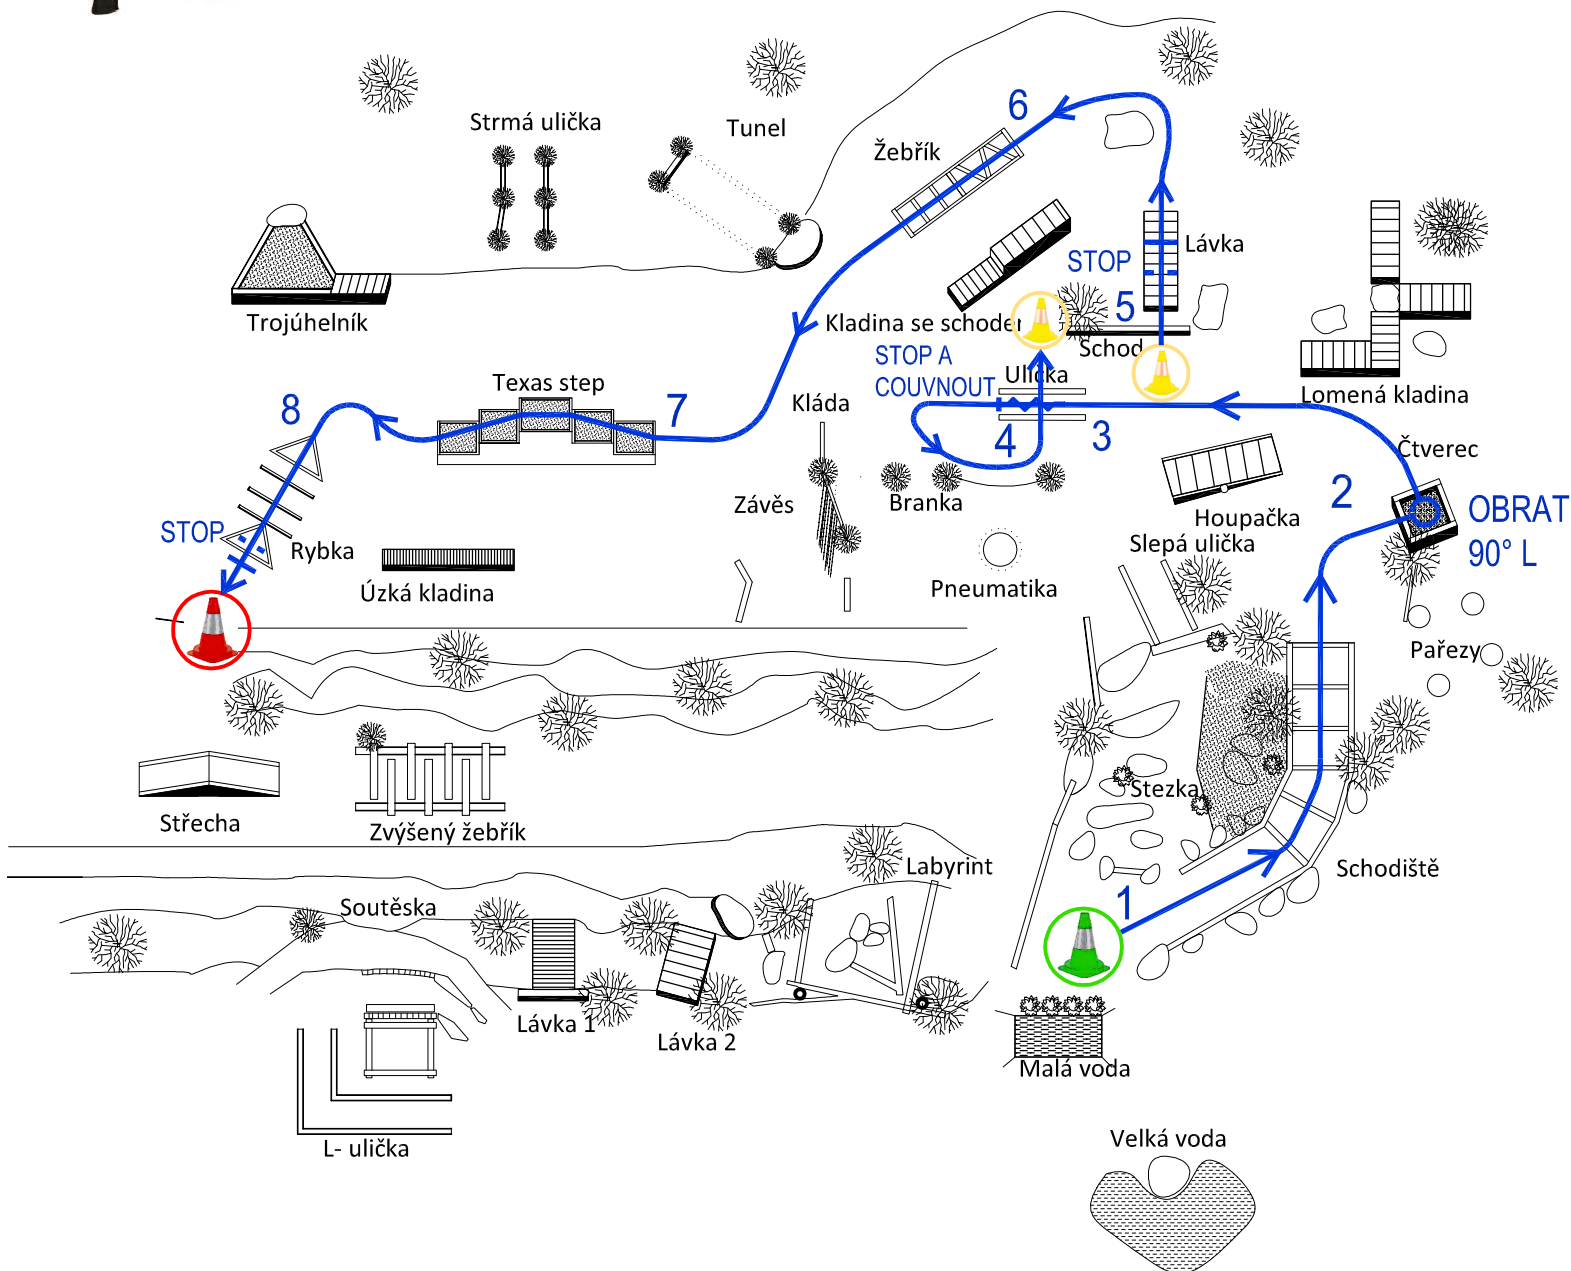 6
Strmá ulička
Tunel
Žebřík
Lávka
STOP
5
Trojúhelník
Kladina se schodem
Schod
STOP A
COUVNOUT
Ulička
Texas step
Kláda
Lomená kladina
8
7
4
3
Čtverec
2
Závěs
Branka
OBRAT
90° L
Houpačka
STOP
Rybka
Slepá ulička
Úzká kladina
Pneumatika
Pařezy
Stezka
Střecha
Zvýšený žebřík
Labyrint
Schodiště
1
Soutěska
Lávka 1
Lávka 2
Malá voda
L- ulička
Velká voda